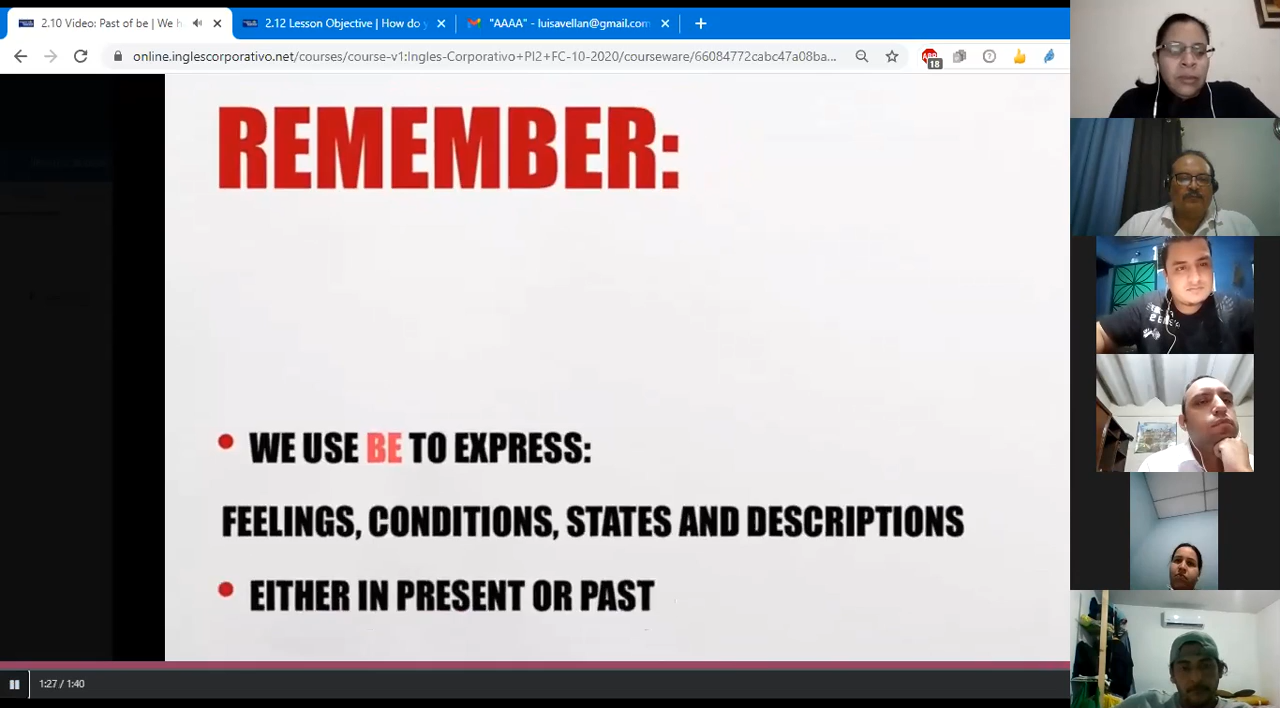 2.10 Video: Past of be | We h
2.12 Lesson Objective | How do y
"AAAA" - luisavellan@gmail.com
online.inglescorporativo.net/courses/course-v1:Ingles-Corporativo+PI2+FC-10-2020/courseware/66084772cabc47a08ba...
ABP
18
REMEMBER:
• WE USE BE TO EXPRESS:
FEELINGS, CONDITIONS, STATES AND DESCRIPTIONS
• EITHER IN PRESENT OR PAST
1:27 / 1:40